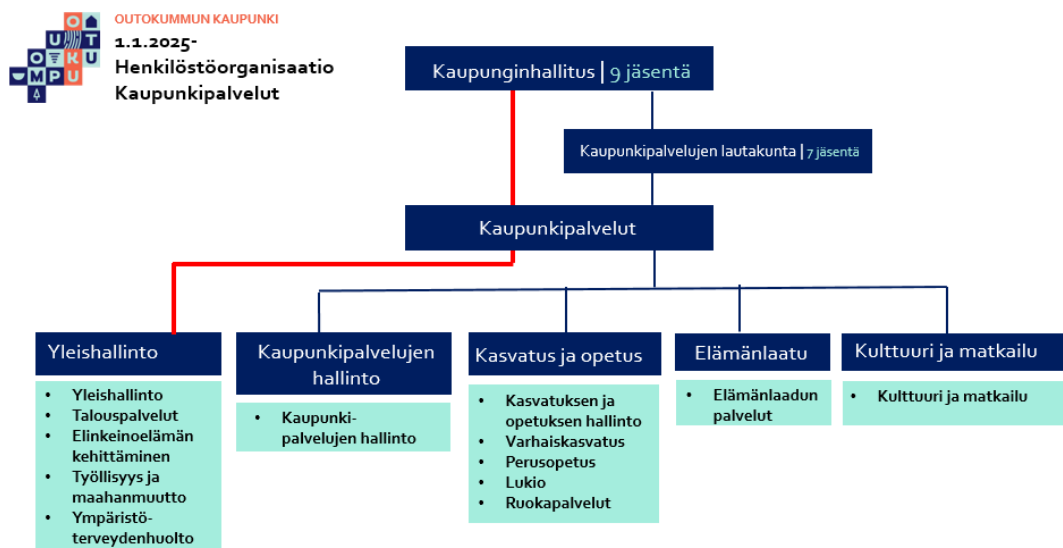 OUTOKUMPU
OUTOKUMMUN KAUPUNKI
1.1.2025-
Henkilöstöorganisaatio
Kaupunkipalvelut
Kaupunginhallitus | 9 jäsentä
Kaupunkipalvelujen lautakunta | 7 jäsentä
Kaupunkipalvelut
Yleishallinto
• Yleishallinto
• Talouspalvelut
• Elinkeinoelämän
kehittäminen
• Työllisyys ja
maahanmuutto
• Ympäristö-
terveydenhuolto
Kaupunkipalvelujen
hallinto
• Kaupunki-
palvelujen hallinto
Kasvatus ja opetus
• Kasvatuksen ja
opetuksen hallinto
• Varhaiskasvatus
• Perusopetus
• Lukio
• Ruokapalvelut
Elämänlaatu
• Elämänlaadun
palvelut
Kulttuuri ja matkailu
• Kulttuuri ja matkailu